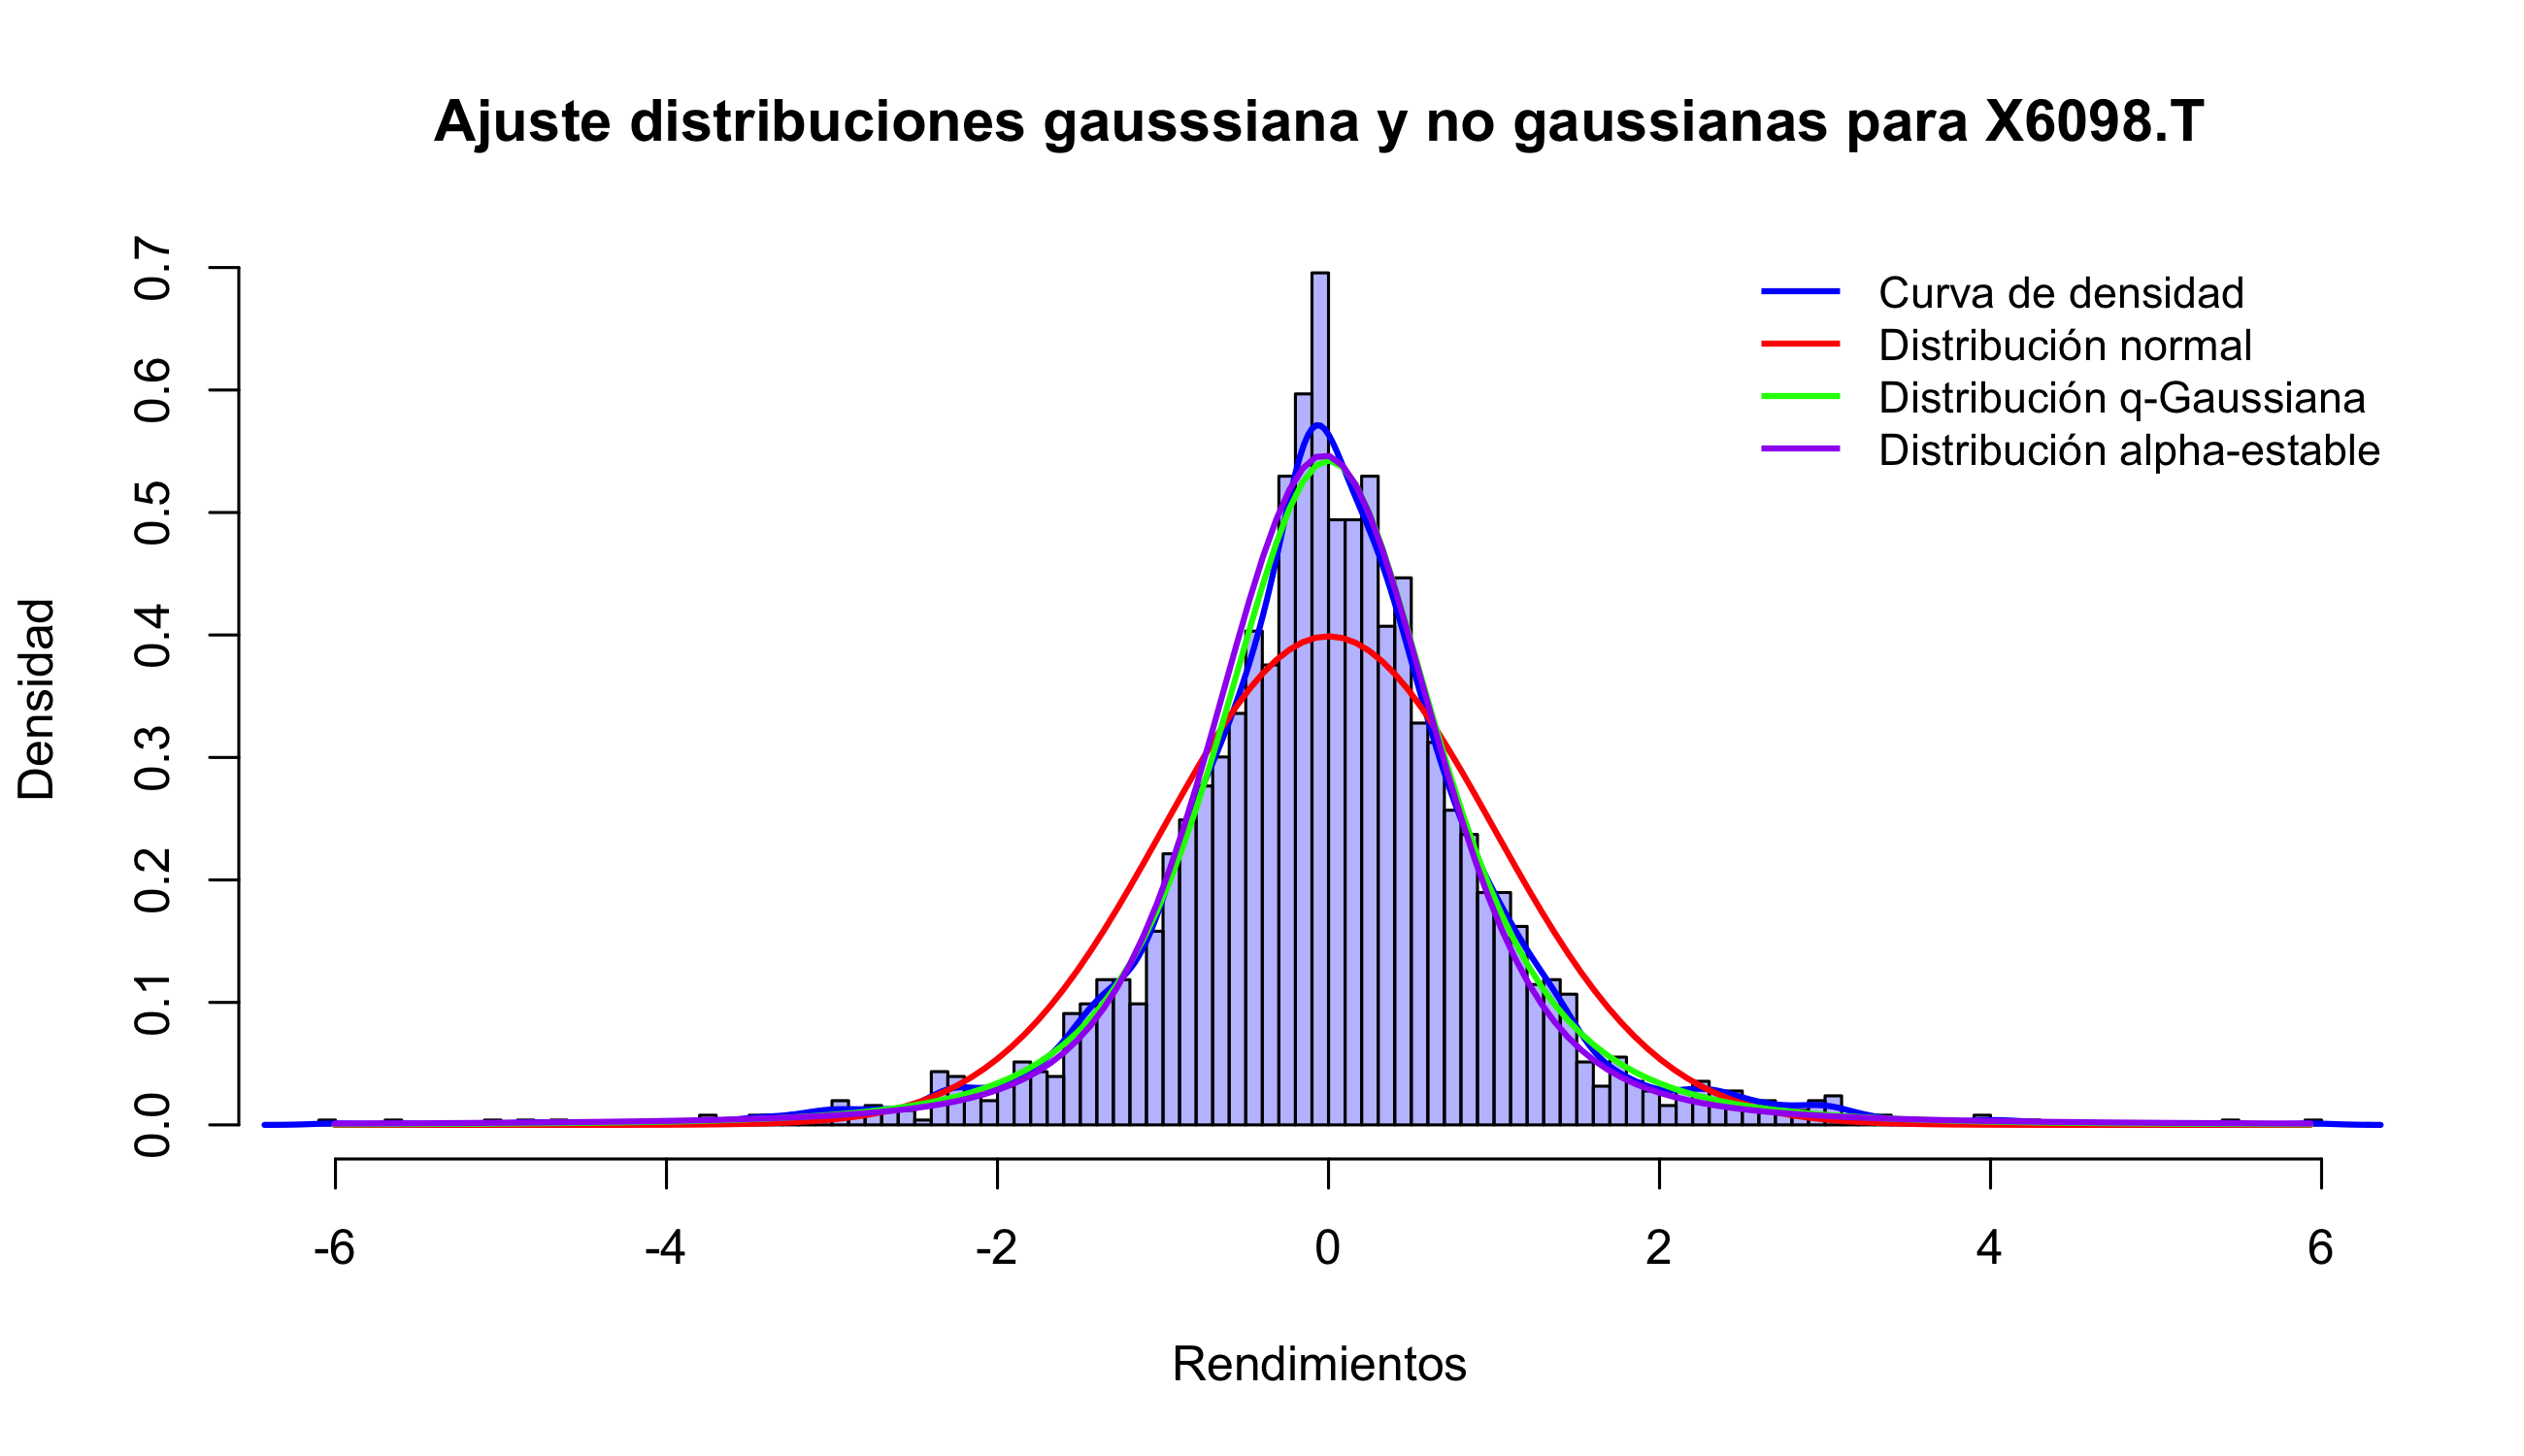 Ajuste distribuciones gausssiana y no gaussianas para X6098.T
Curva de densidad
Distribución normal
Distribución q-Gaussiana
Distribución alpha-estable
Densidad
0.7
0.6
0.5
0.4
0.3
0.2
0.1
0.0
-6 -4 -2 0 2 4 6
Rendimientos